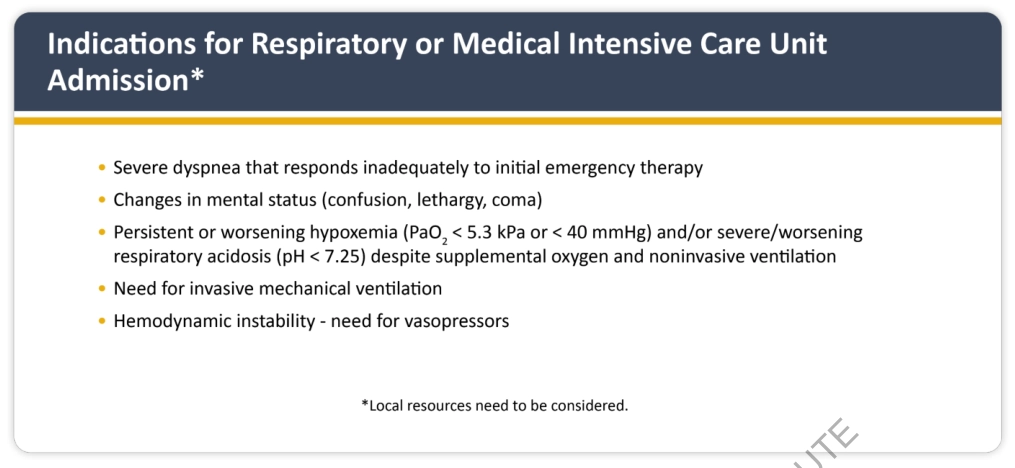 Indications for Respiratory or Medical Intensive Care Unit
Admission*
• Severe dyspnea that responds inadequately to initial emergency therapy
• Changes in mental status (confusion, lethargy, coma)
• Persistent or worsening hypoxemia (PaO₂ < 5.3 kPa or < 40 mmHg) and/or severe/worsening
respiratory acidosis (pH < 7.25) despite supplemental oxygen and noninvasive ventilation
• Need for invasive mechanical ventilation
• Hemodynamic instability - need for vasopressors
*Local resources need to be considered.